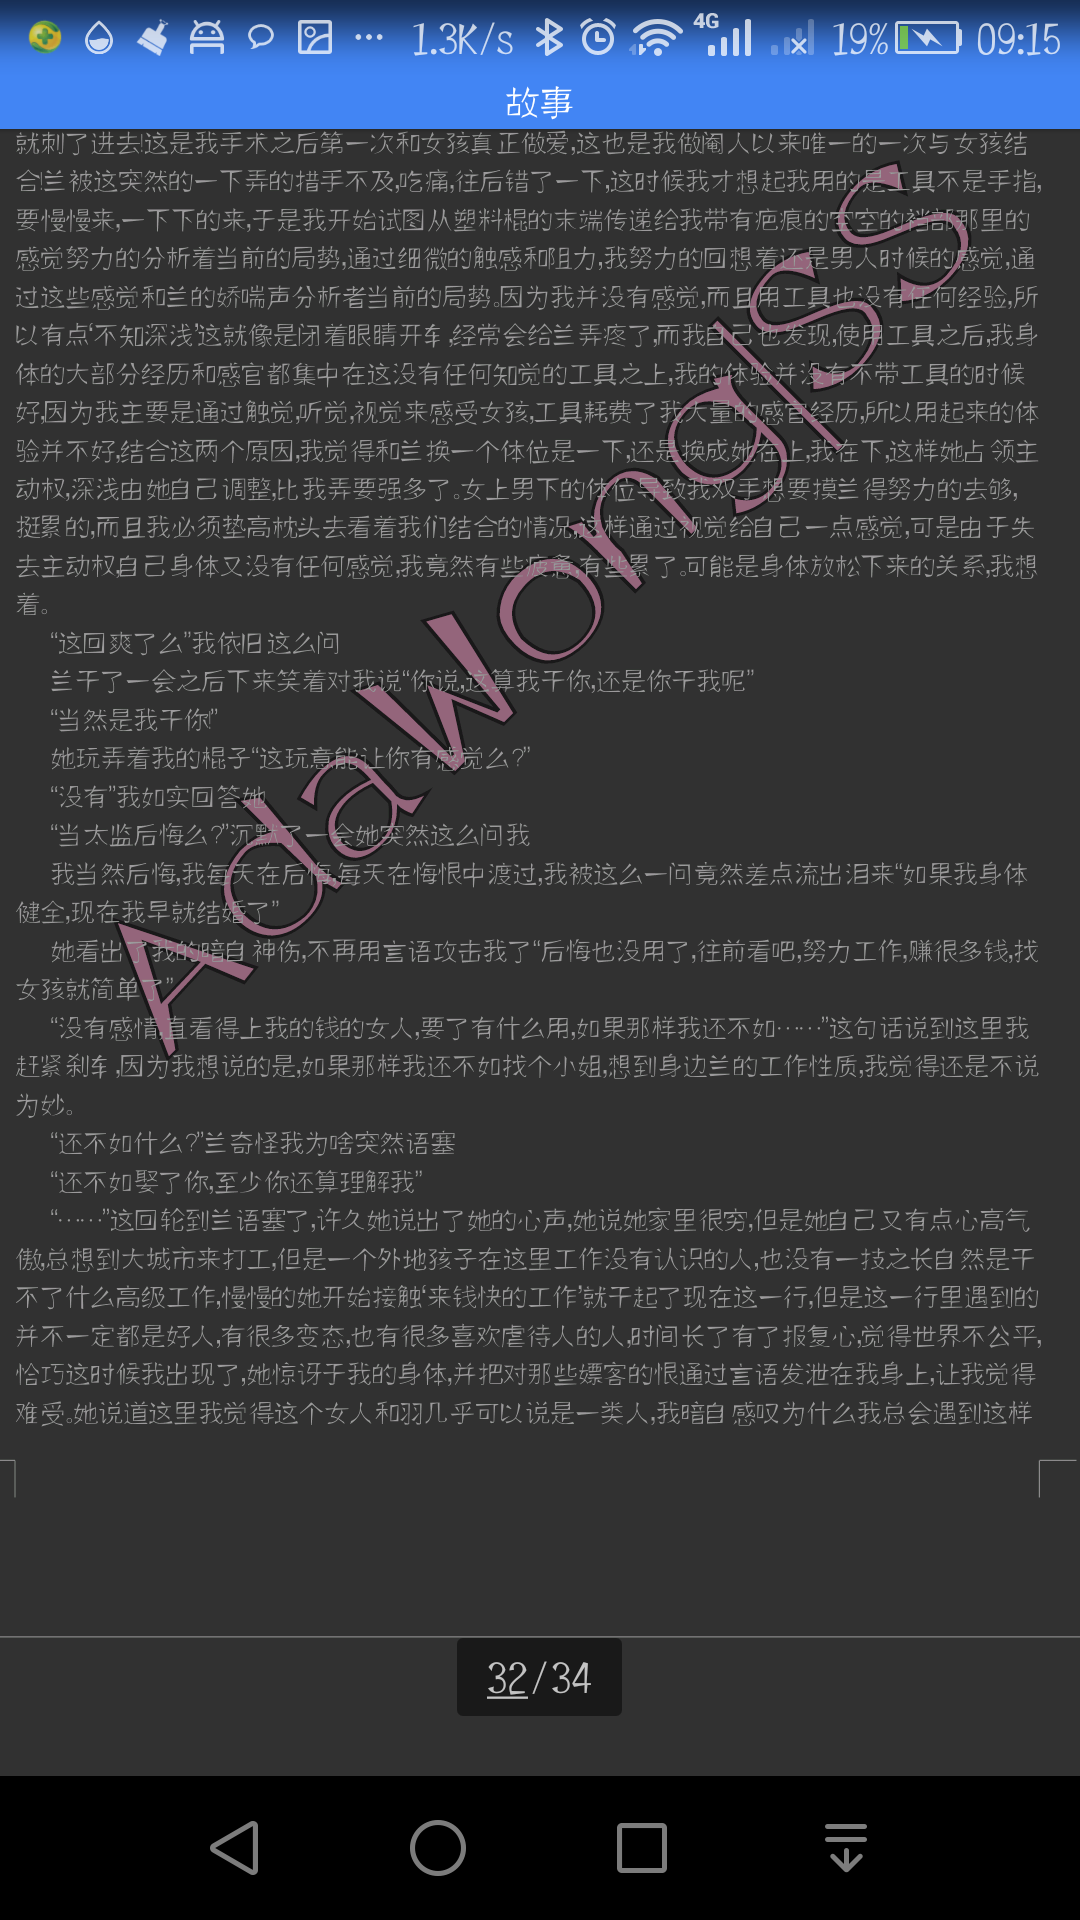 1.3K/s 4G 19% 09:15
故事
就刺了进去!这是我手术之后第一次和女孩真正做爱,这也是我做阉人以来唯一的一次与女孩结
合!兰被这突然的一下弄的措手不及,吃痛,往后错了一下,这时候我才想起我用的是工具不是手指,
要慢慢来,一下下的来,于是我开始试图从塑料棍的末端传递给我带有疤痕的空空的裆部那里的
感觉努力的分析着当前的局势,通过细微的触感和阻力,我努力的回想着还是男人时候的感觉,通
过这些感觉和兰的娇喘声分析者当前的局势。因为我并没有感觉,而且用工具也没有任何经验,所
以有点‘不知深浅’这就像是闭着眼睛开车,经常会给兰弄疼了,而我自己也发现,使用工具之后,我身
体的大部分经历和感官都集中在这没有任何知觉的工具之上,我的体验并没有不带工具的时候
好,因为我主要是通过触觉,听觉,视觉来感受女孩,工具耗费了我大量的感官经历,所以用起来的体
验并不好,结合这两个原因,我觉得和兰换一个体位是一下,还是换成她在上,我在下,这样她占领主
动权,深浅由她自己调整,比我弄要强多了。女上男下的体位导致我双手想要摸兰得努力的去够,
挺累的,而且我必须垫高枕头去看着我们结合的情况,这样通过视觉给自己一点感觉,可是由于失
去主动权,自己身体又没有任何感觉,我竟然有些疲惫,有些累了。可能是身体放松下来的关系,我想
着。
“这回爽了么”我依旧这么问
兰干了一会之后下来笑着对我说“你说,这算我干你,还是你干我呢”
“当然是我干你!”
她玩弄着我的棍子“这玩意能让你有感觉么?”
“没有”我如实回答她
“当太监后悔么?”沉默了一会她突然这么问我
我当然后悔,我每天在后悔,每天在悔恨中渡过,我被这么一问竟然差点流出泪来“如果我身体
健全,现在我早就结婚了”
她看出了我的暗自神伤,不再用言语攻击我了“后悔也没用了,往前看吧,努力工作,赚很多钱,找
女孩就简单了”
“没有感情,直看得上我的钱的女人,要了有什么用,如果那样我还不如……”这句话说到这里我
赶紧刹车,因为我想说的是,如果那样我还不如找个小姐,想到身边兰的工作性质,我觉得还是不说
为妙。
“还不如什么?”兰奇怪我为啥突然语塞
“还不如娶了你,至少你还算理解我”
“……”这回轮到兰语塞了,许久她说出了她的心声,她说她家里很穷,但是她自己又有点心高气
傲,总想到大城市来打工,但是一个外地孩子在这里工作没有认识的人,也没有一技之长自然是干
不了什么高级工作,慢慢的她开始接触‘来钱快的工作’就干起了现在这一行,但是这一行里遇到的
并不一定都是好人,有很多变态,也有很多喜欢虐待人的人,时间长了有了报复心,觉得世界不公平,
恰巧这时候我出现了,她惊讶于我的身体,并把对那些嫖客的恨通过言语发泄在我身上,让我觉得
难受。她说道这里我觉得这个女人和羽几乎可以说是一类人,我暗自感叹为什么我总会遇到这样
AdaWongJSS
32/34